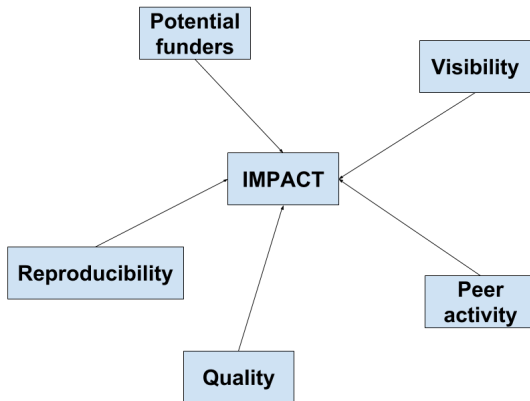 Potential
funders
Visibility
IMPACT
Reproducibility
Peer
activity
Quality